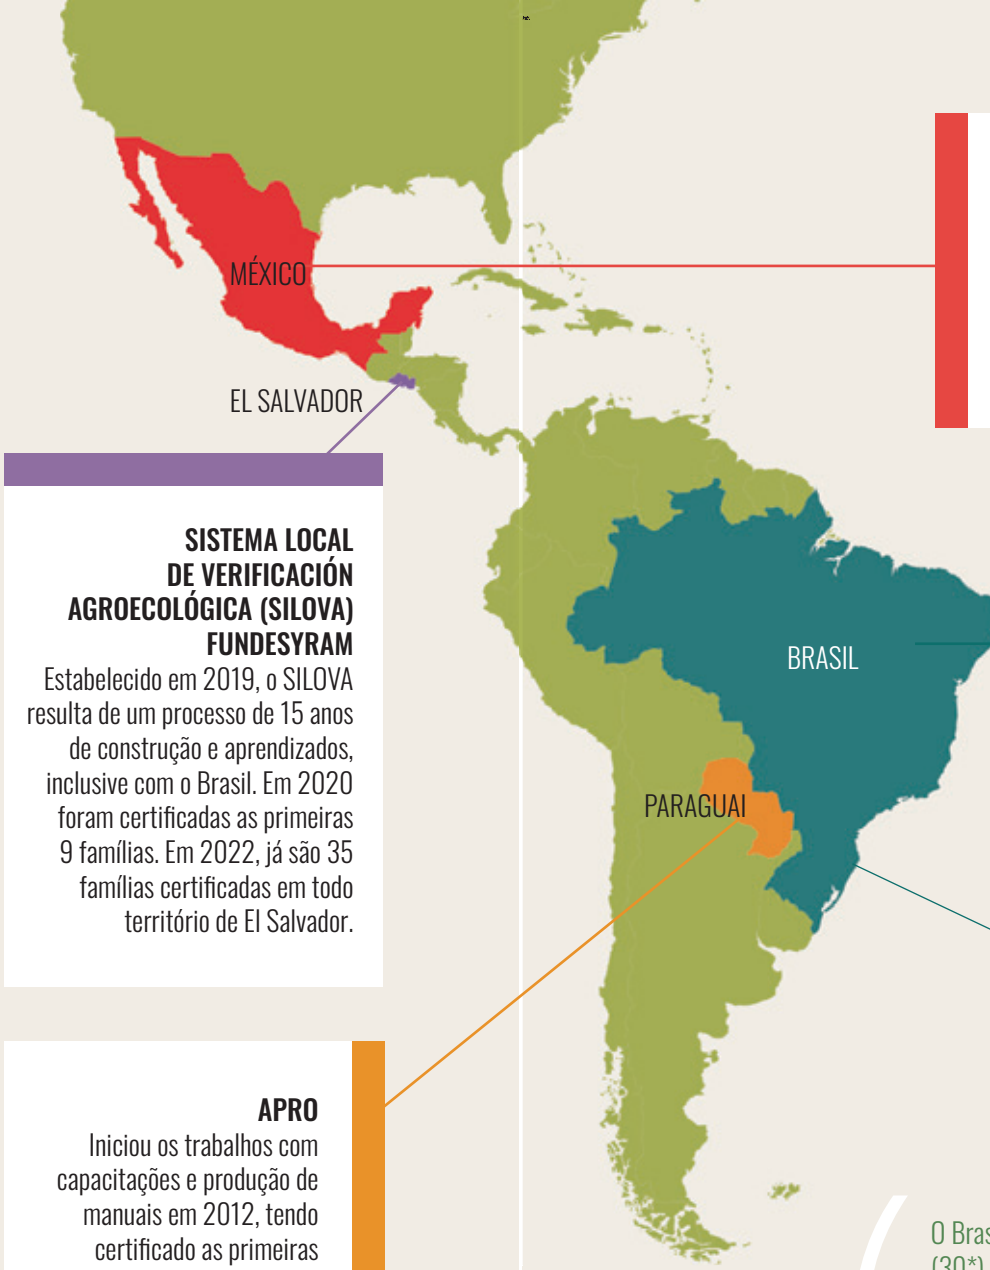 MÉXICO
EL SALVADOR
SISTEMA LOCAL
DE VERIFICACIÓN
AGROECOLÓGICA (SILOVA)
FUNDESYRAM
Estabelecido em 2019, o SILOVA
resulta de um processo de 15 anos
de construção e aprendizados,
inclusive com o Brasil. Em 2020
foram certificadas as primeiras
9 famílias. Em 2022, já são 35
famílias certificadas em todo
território de El Salvador.
BRASIL
PARAGUAI
APRO
Iniciou os trabalhos com
capacitações e produção de
manuais em 2012, tendo
certificado as primeiras
O Bras
(30*)